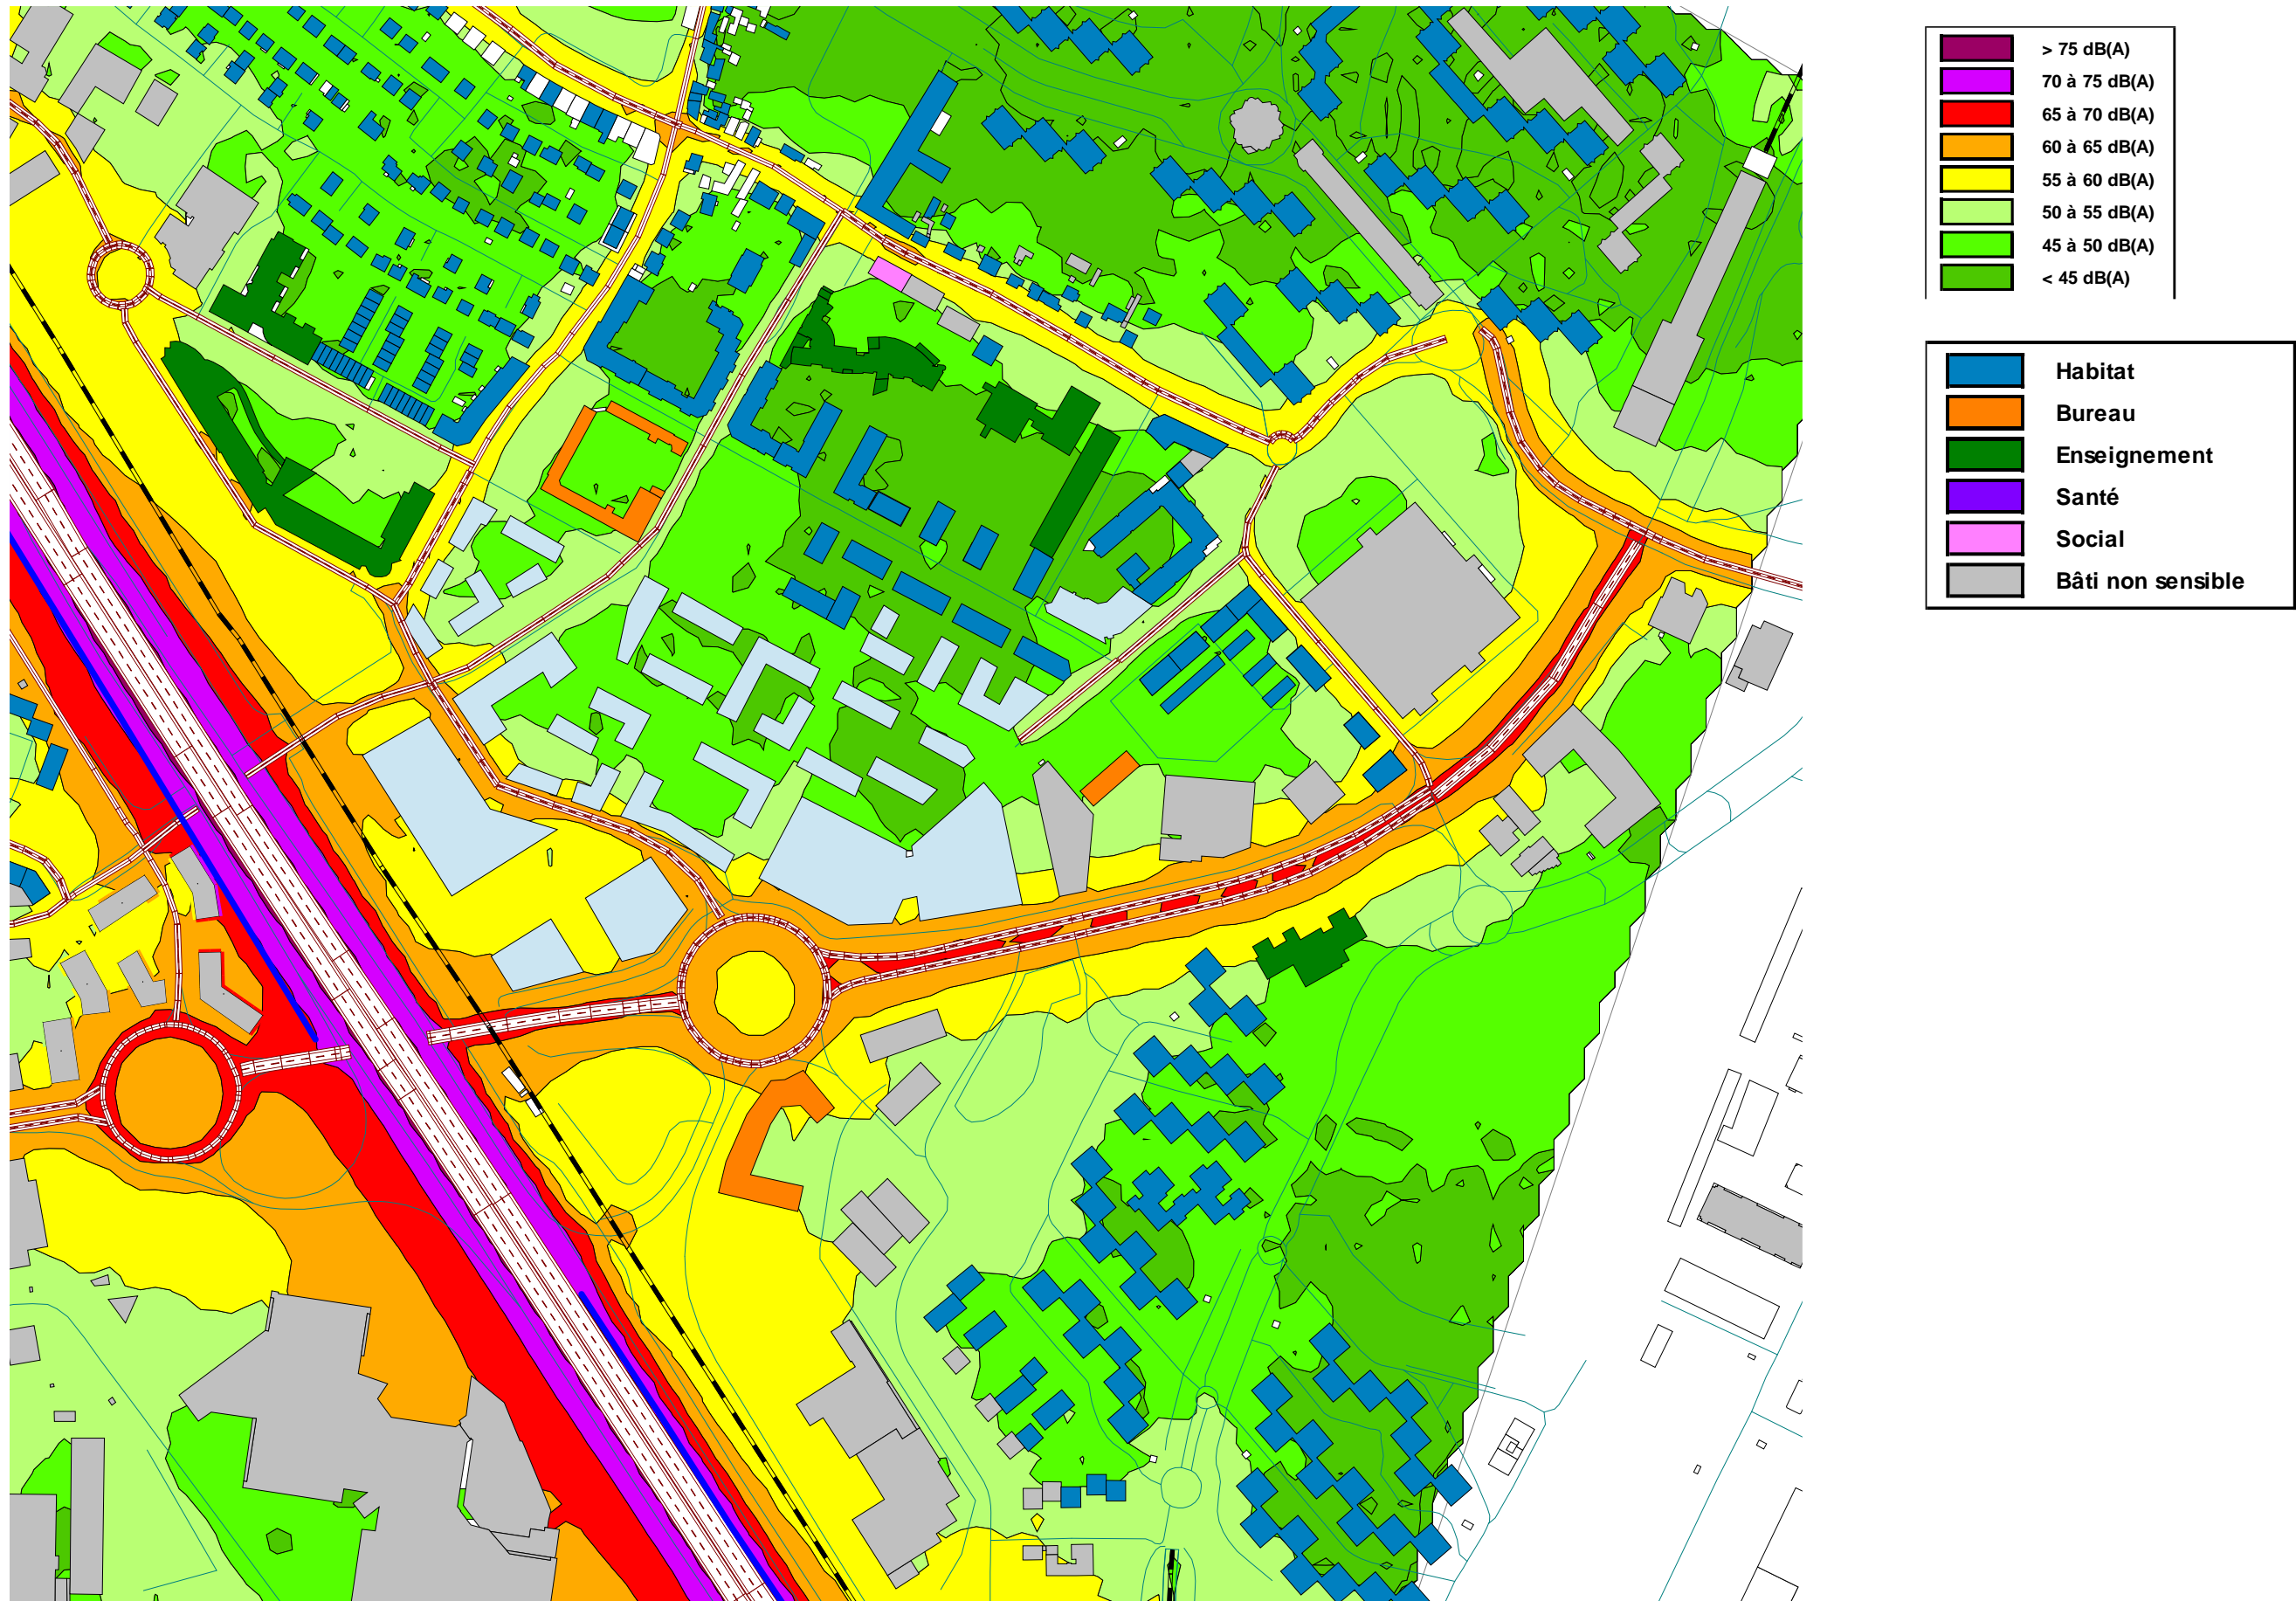 > 75 dB(A)
70 à 75 dB(A)
65 à 70 dB(A)
60 à 65 dB(A)
55 à 60 dB(A)
50 à 55 dB(A)
45 à 50 dB(A)
< 45 dB(A)
Habitat
Bureau
Enseignement
Santé
Social
Bâti non sensible